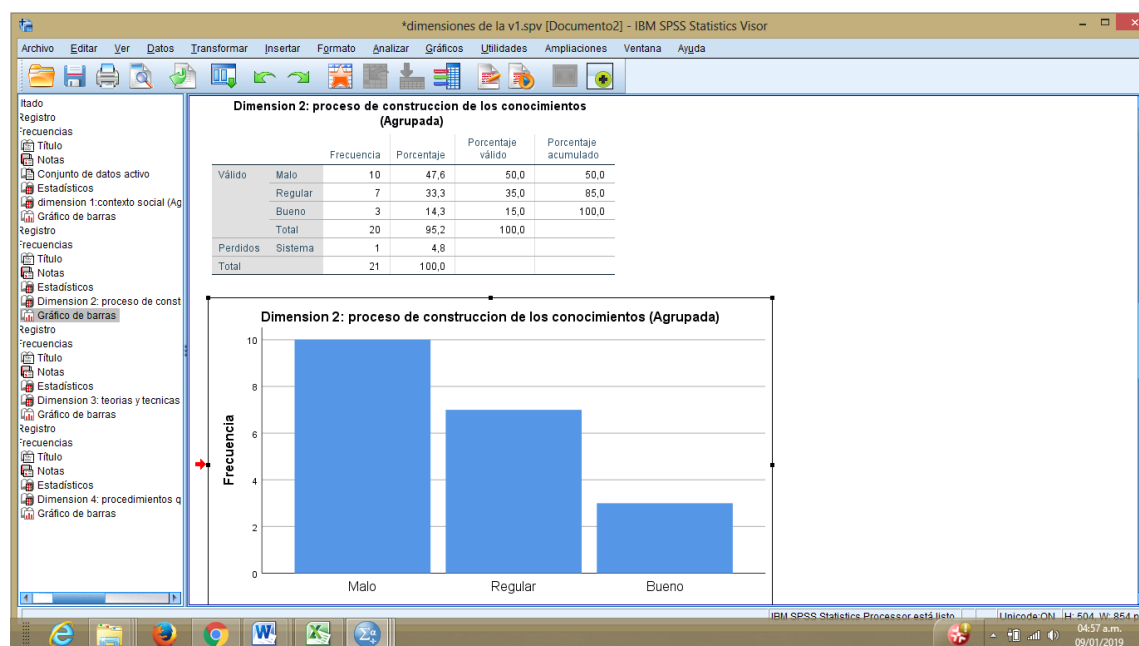 *dimensiones de la v1.spv [Documento2] - IBM SPSS Statistics Visor
Archivo Editar Ver Datos Transformar Insertar Formato Analizar Gráficos Utilidades Ampliaciones Ventana Ayuda
ltado
Registro
Frecuencias
Título
Notas
Conjunto de datos activo
Estadísticos
dimension 1:contexto social (Ag
Gráfico de barras
Registro
Frecuencias
Título
Notas
Estadísticos
Dimension 2: proceso de const
Gráfico de barras
Registro
Frecuencias
Título
Notas
Estadísticos
Dimension 3: teorias y tecnicas
Gráfico de barras
Registro
Frecuencias
Título
Notas
Estadísticos
Dimension 4: procedimientos q
Gráfico de barras
Dimension 2: proceso de construccion de los conocimientos
(Agrupada)
Frecuencia Porcentaje Porcentaje válido Porcentaje acumulado
Válido Malo 10 47,6 50,0 50,0
Regular 7 33,3 35,0 85,0
Bueno 3 14,3 15,0 100,0
Total 20 95,2 100,0
Perdidos Sistema 1 4,8
Total 21 100,0
Dimension 2: proceso de construccion de los conocimientos (Agrupada)
Frecuencia
10
8
6
4
2
0
Malo Regular Bueno
IBM SPSS Statistics Processor está listo Unicode:ON H: 504, W: 854 p
04:57 a.m.
09/01/2019